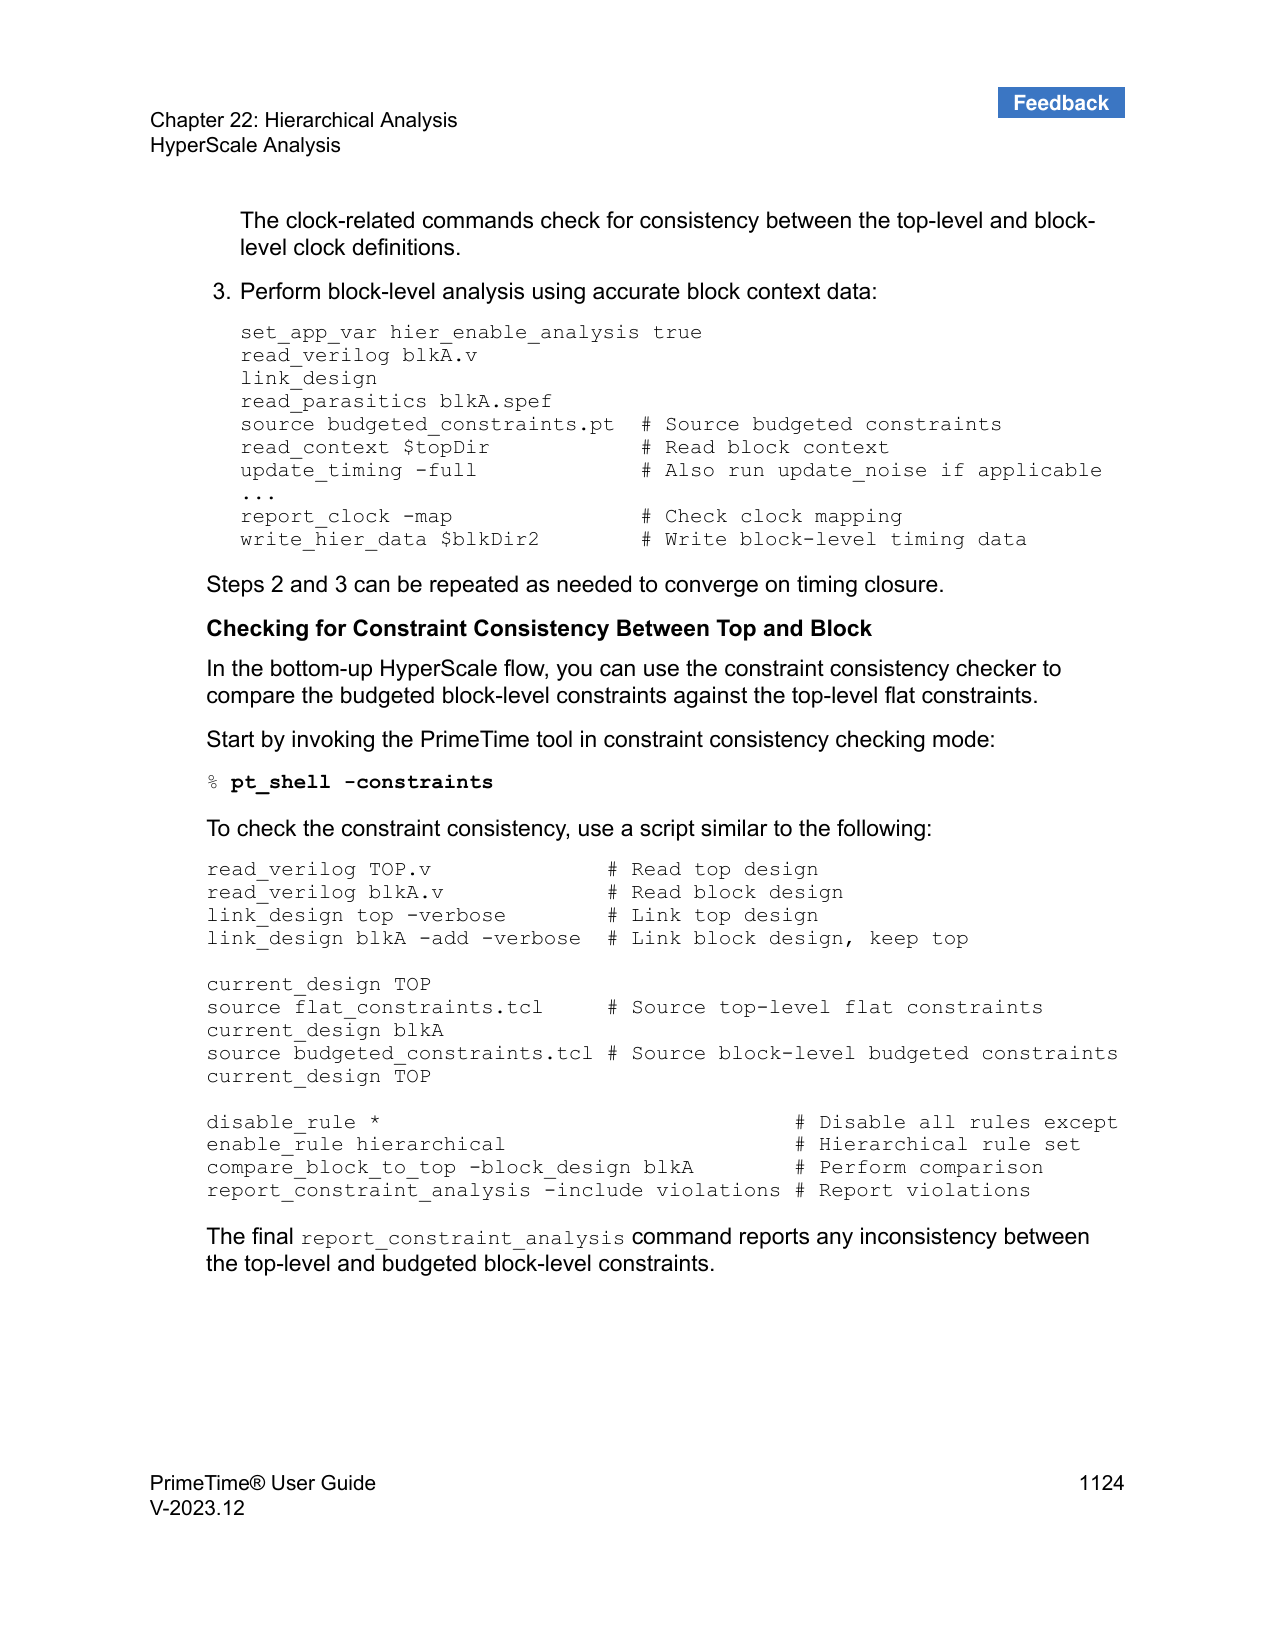 Feedback
Chapter 22: Hierarchical Analysis
HyperScale Analysis
The clock-related commands check for consistency between the top-level and block-
level clock definitions.
3. Perform block-level analysis using accurate block context data:
set_app_var hier_enable_analysis true
read_verilog blkA.v
link_design
read_parasitics blkA.spef
source budgeted_constraints.pt  # Source budgeted constraints
read_context $topDir            # Read block context
update_timing -full             # Also run update_noise if applicable
...
report_clock -map               # Check clock mapping
write_hier_data $blkDir2        # Write block-level timing data
Steps 2 and 3 can be repeated as needed to converge on timing closure.
Checking for Constraint Consistency Between Top and Block
In the bottom-up HyperScale flow, you can use the constraint consistency checker to
compare the budgeted block-level constraints against the top-level flat constraints.
Start by invoking the PrimeTime tool in constraint consistency checking mode:
% pt_shell -constraints
To check the constraint consistency, use a script similar to the following:
read_verilog TOP.v              # Read top design
read_verilog blkA.v             # Read block design
link_design top -verbose        # Link top design
link_design blkA -add -verbose  # Link block design, keep top
current_design TOP
source flat_constraints.tcl     # Source top-level flat constraints
current_design blkA
source budgeted_constraints.tcl # Source block-level budgeted constraints
current_design TOP
disable_rule *                                 # Disable all rules except
enable_rule hierarchical                       # Hierarchical rule set
compare_block_to_top -block_design blkA        # Perform comparison
report_constraint_analysis -include violations # Report violations
The final report_constraint_analysis command reports any inconsistency between
the top-level and budgeted block-level constraints.
PrimeTime® User Guide 1124
V-2023.12